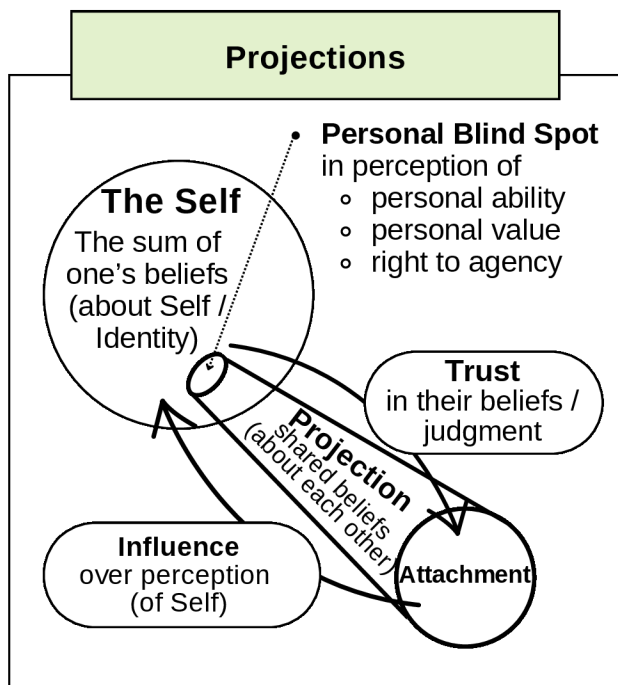 Projections
Personal Blind Spot
in perception of
personal ability
personal value
right to agency
The Self
The sum of
one’s beliefs
(about Self /
Identity)
Trust
in their beliefs /
judgment
Projection
shared beliefs
(about each other)
Influence
over perception
(of Self)
Attachment